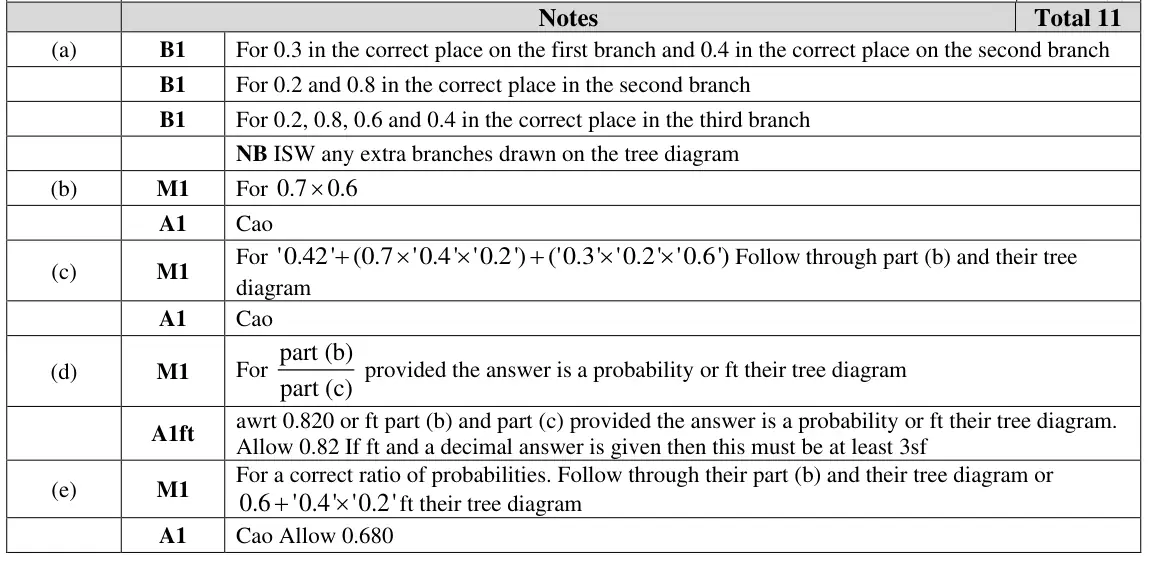 Notes Total 11
(a) B1 For 0.3 in the correct place on the first branch and 0.4 in the correct place on the second branch
B1 For 0.2 and 0.8 in the correct place in the second branch
B1 For 0.2, 0.8, 0.6 and 0.4 in the correct place in the third branch
NB ISW any extra branches drawn on the tree diagram
(b) M1 For 0.7×0.6
A1 Cao
(c) M1 For '0.42'+(0.7×'0.4'×'0.2')+('0.3'×'0.2'×'0.6') Follow through part (b) and their tree
diagram
A1 Cao
(d) M1 For part (b)/part (c) provided the answer is a probability or ft their tree diagram
A1ft awrt 0.820 or ft part (b) and part (c) provided the answer is a probability or ft their tree diagram.
Allow 0.82 If ft and a decimal answer is given then this must be at least 3sf
(e) M1 For a correct ratio of probabilities. Follow through their part (b) and their tree diagram or
0.6+'0.4'×'0.2' ft their tree diagram
A1 Cao Allow 0.680